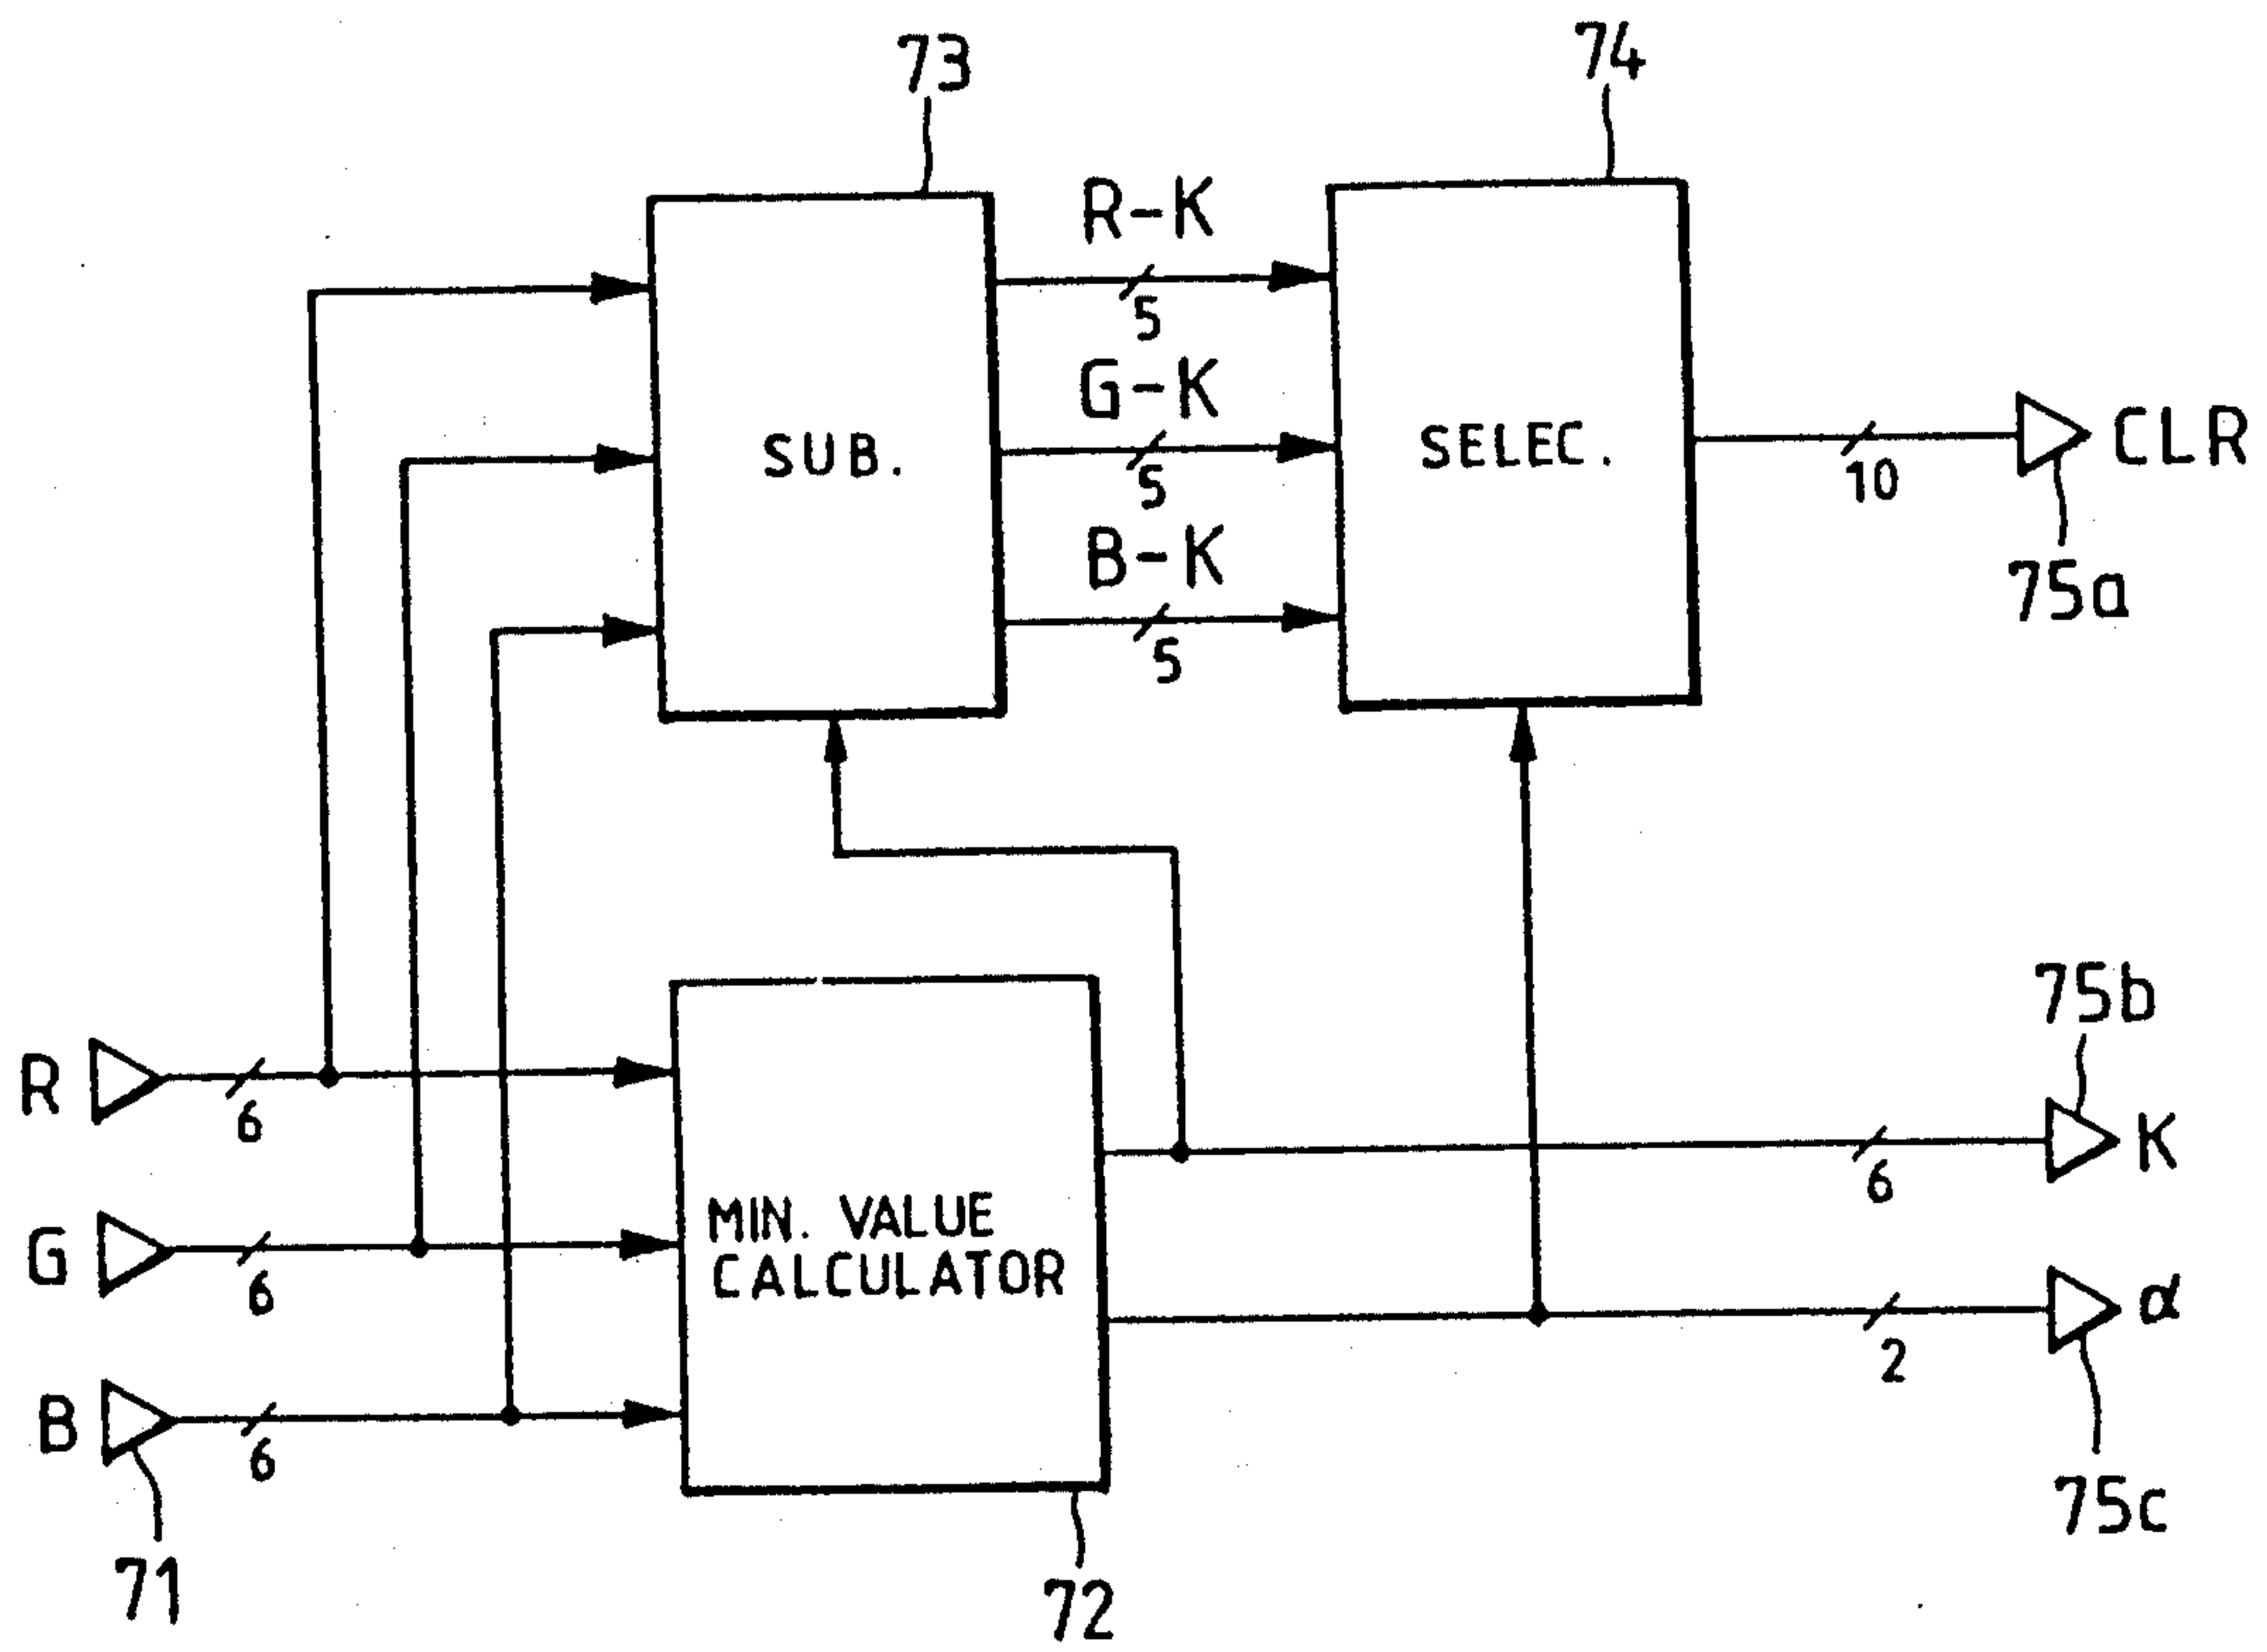 73
74
R-K
5
G-K
5
B-K
5
SUB.
SELEC.
10
CLR
75a
R
6
G
6
B
6
71
MIN. VALUE
CALCULATOR
72
75b
6
K
2
α
75c